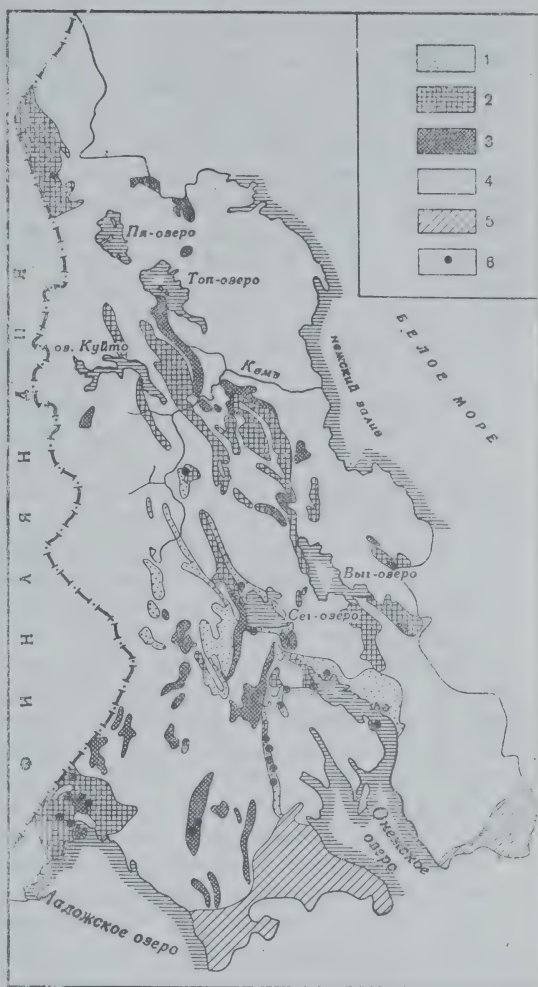 1
2
3
4
5
6
Пя-озеро
Топ-озеро
оз. Куйто
Кемь
БЕЛОЕ МОРЕ
залив
Выг-озеро
Сег-озеро
ФИНЛЯНДИЯ
Онежское
озеро
Ладожское озеро